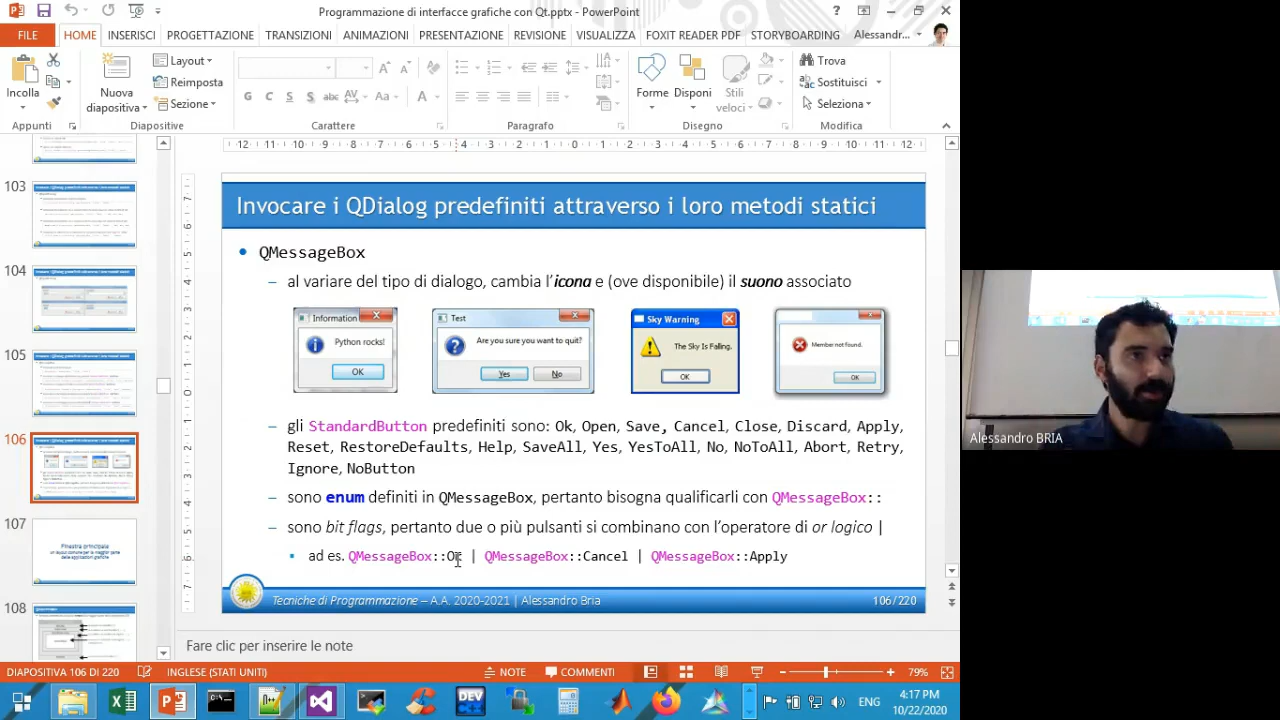 Programmazione di interfacce grafiche con Qt.pptx - PowerPoint
FILE HOME INSERISCI PROGETTAZIONE TRANSIZIONI ANIMAZIONI PRESENTAZIONE REVISIONE VISUALIZZA FOXIT READER PDF STORYBOARDING Alessandr...
Incolla
Nuova
diapositiva
Layout
Reimposta
Sezione
Forme
Disponi
Stili
veloci
Trova
Sostituisci
Seleziona
Appunti Diapositive Carattere Paragrafo Disegno Modifica
103
104
105
106
107
Finestra principale
108
Invocare i QDialog predefiniti attraverso i loro metodi statici
• QMessageBox
– al variare del tipo di dialogo, cambia l'icona e (ove disponibile) il suono associato
Information
Python rocks!
OK
Test
Are you sure you want to quit?
Yes No
Sky Warning
The Sky Is Falling.
OK
Member not found.
OK
– gli StandardButton predefiniti sono: Ok, Open, Save, Cancel, Close, Discard, Apply,
Reset, RestoreDefaults, Help, SaveAll, Yes, YesToAll, No, NoToAll, Abort, Retry,
Ignore, NoButton
– sono enum definiti in QMessageBox, pertanto bisogna qualificarli con QMessageBox::
– sono bit flags, pertanto due o più pulsanti si combinano con l'operatore di or logico |
▪ ad es. QMessageBox::Ok | QMessageBox::Cancel | QMessageBox::Apply
Tecniche di Programmazione – A.A. 2020-2021 | Alessandro Bria
106/220
Fare clic per inserire le note
DIAPOSITIVA 106 DI 220 INGLESE (STATI UNITI) NOTE COMMENTI 79%
DEV
ENG
4:17 PM
10/22/2020
Alessandro BRIA